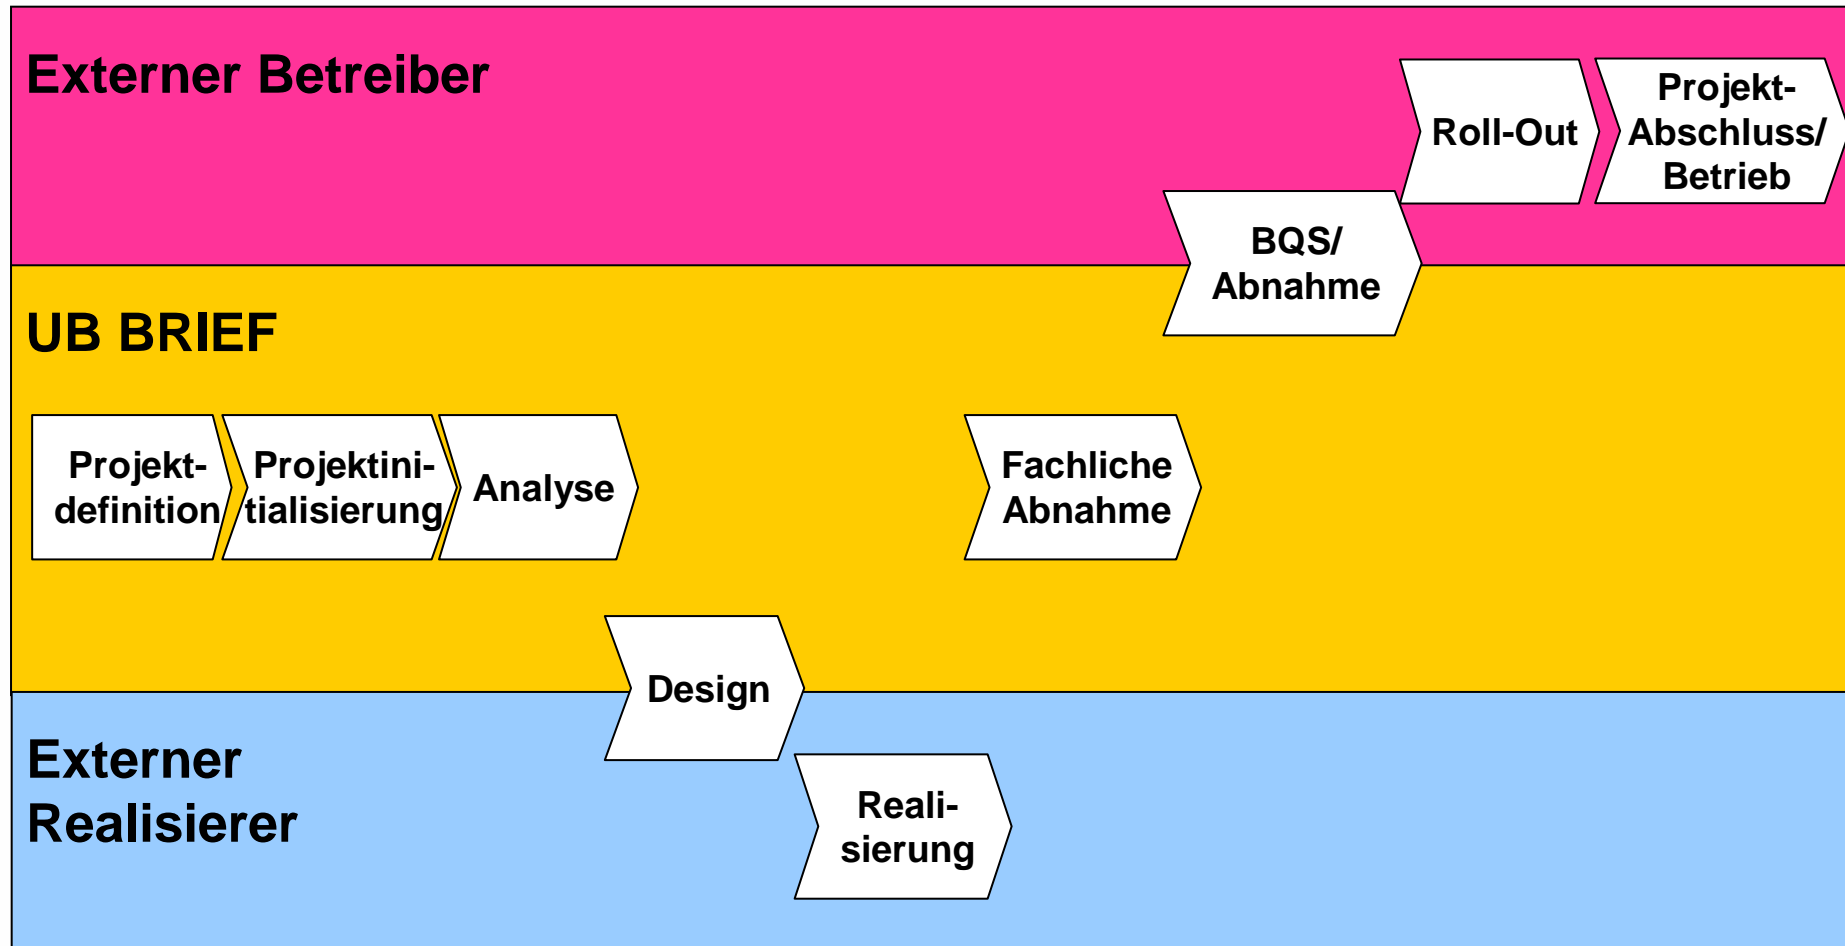 Externer Betreiber
Roll-Out
Projekt-
Abschluss/
Betrieb
BQS/
Abnahme
UB BRIEF
Projekt-
definition
Projektini-
tialisierung
Analyse
Fachliche
Abnahme
Design
Externer
Realisierer
Reali-
sierung